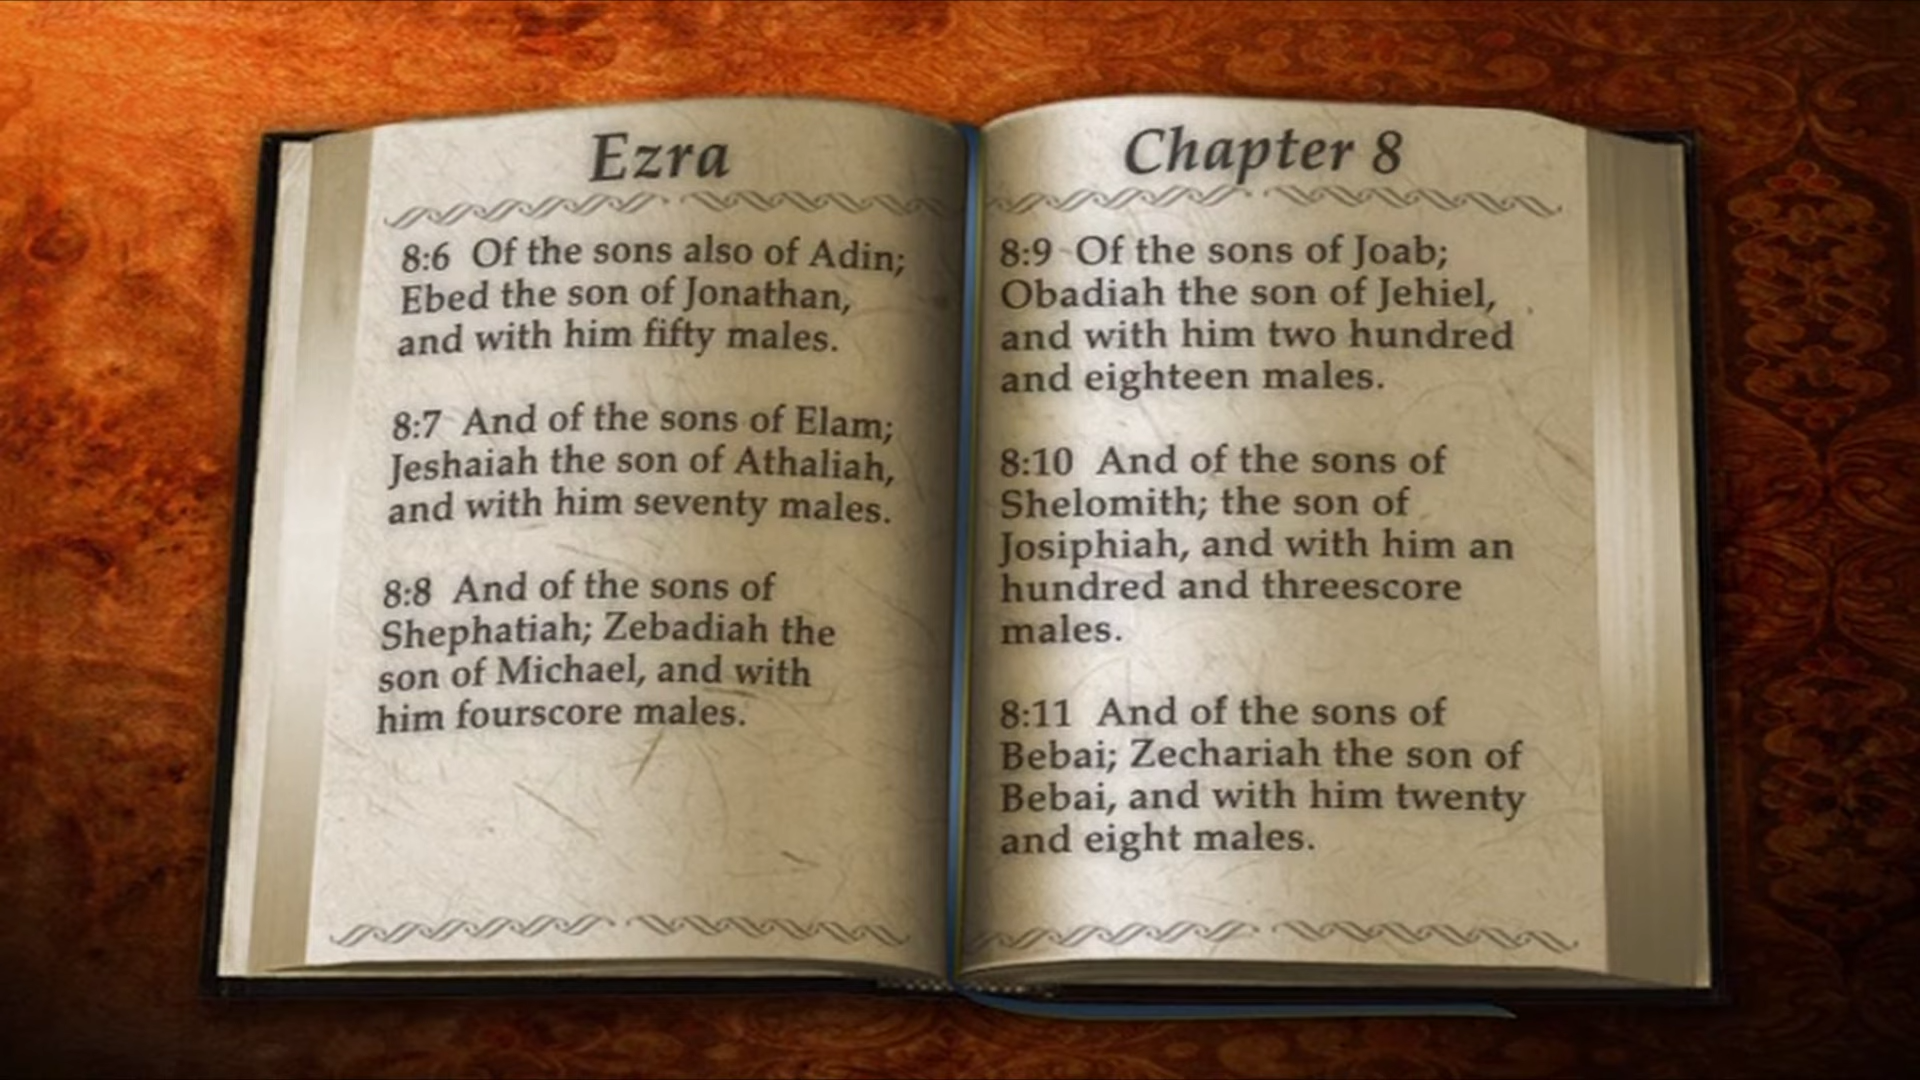 Ezra
8:6 Of the sons also of Adin;
Ebed the son of Jonathan,
and with him fifty males.
8:7 And of the sons of Elam;
Jeshaiah the son of Athaliah,
and with him seventy males.
8:8 And of the sons of
Shephatiah; Zebadiah the
son of Michael, and with
him fourscore males.
Chapter 8
8:9 Of the sons of Joab;
Obadiah the son of Jehiel,
and with him two hundred
and eighteen males.
8:10 And of the sons of
Shelomith; the son of
Josiphiah, and with him an
hundred and threescore
males.
8:11 And of the sons of
Bebai; Zechariah the son of
Bebai, and with him twenty
and eight males.